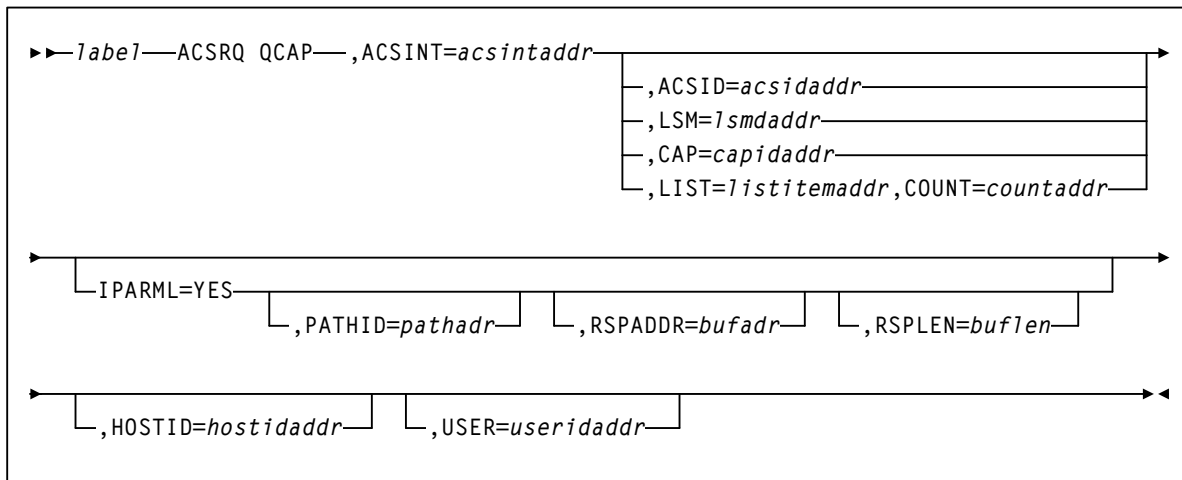 label ACSRQ QCAP ,ACSINT=acsintaddr
,ACSID=acsidaddr
,LSM=lsmdaddr
,CAP=capidaddr
,LIST=listitemaddr,COUNT=countaddr
IPARML=YES
,PATHID=pathadr ,RSPADDR=bufadr ,RSPLEN=buflen
,HOSTID=hostidaddr ,USER=useridaddr